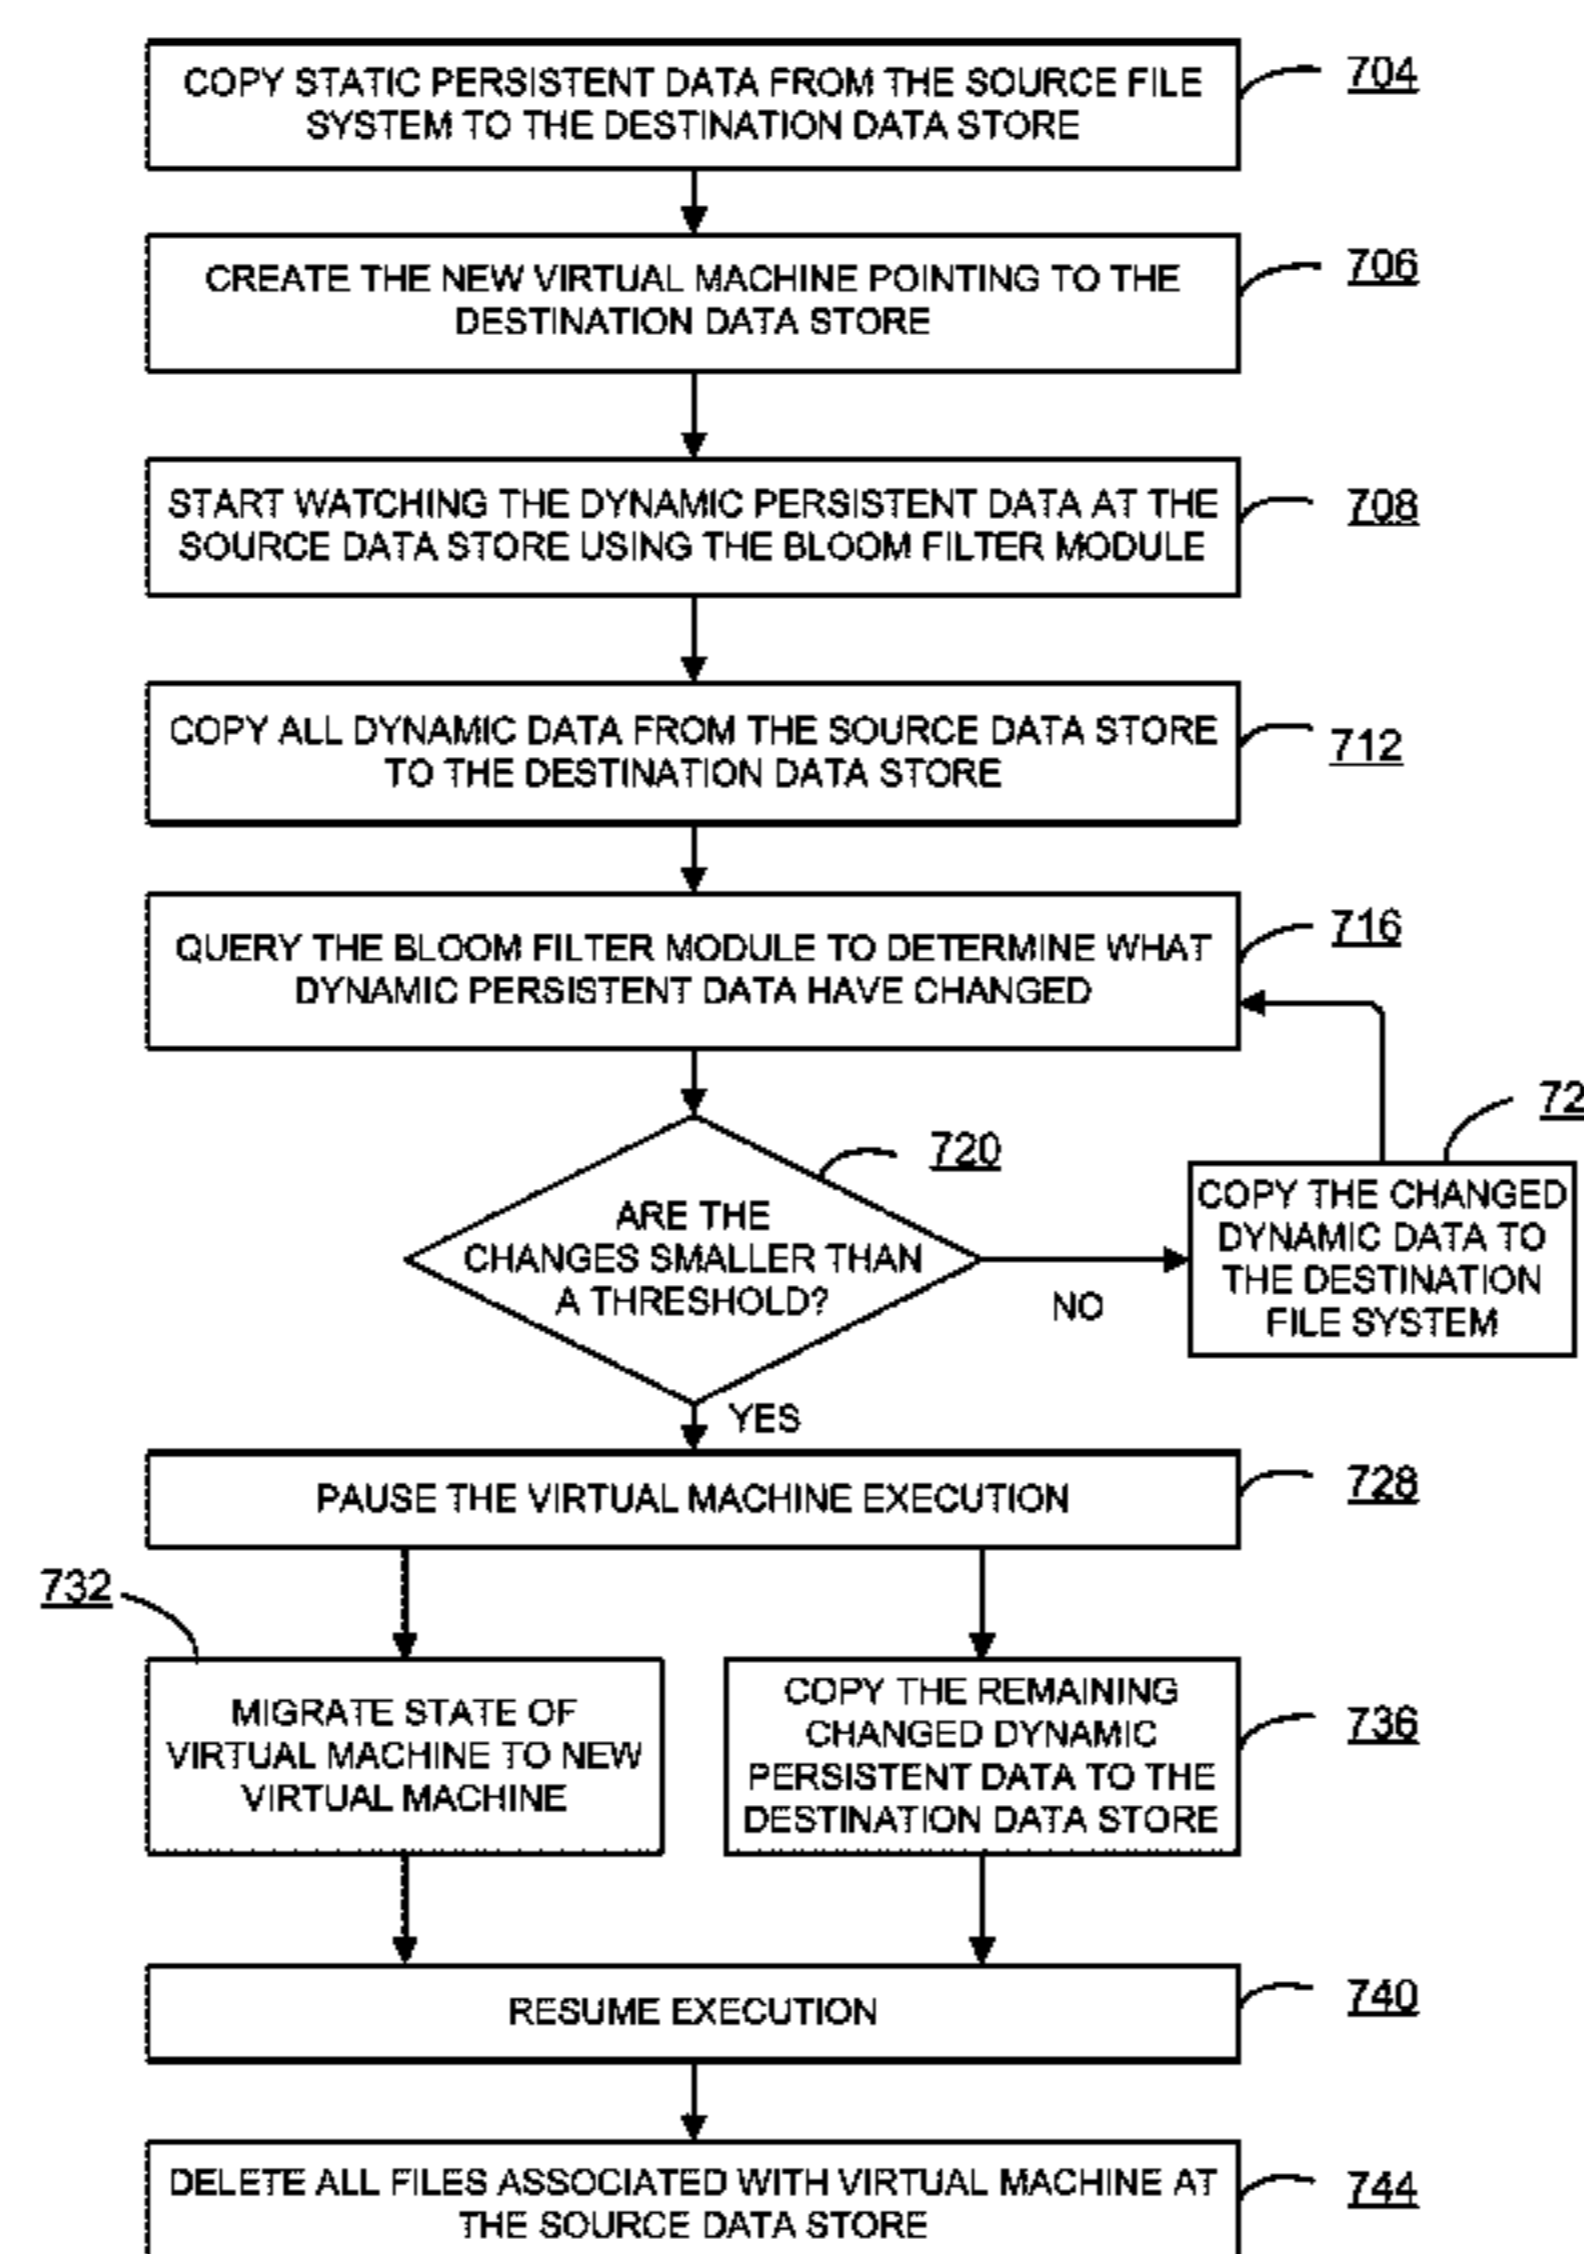 COPY STATIC PERSISTENT DATA FROM THE SOURCE FILE
SYSTEM TO THE DESTINATION DATA STORE
704
CREATE THE NEW VIRTUAL MACHINE POINTING TO THE
DESTINATION DATA STORE
706
START WATCHING THE DYNAMIC PERSISTENT DATA AT THE
SOURCE DATA STORE USING THE BLOOM FILTER MODULE
708
COPY ALL DYNAMIC DATA FROM THE SOURCE DATA STORE
TO THE DESTINATION DATA STORE
712
QUERY THE BLOOM FILTER MODULE TO DETERMINE WHAT
DYNAMIC PERSISTENT DATA HAVE CHANGED
716
ARE THE
CHANGES SMALLER THAN
A THRESHOLD?
720
NO
COPY THE CHANGED
DYNAMIC DATA TO
THE DESTINATION
FILE SYSTEM
YES
PAUSE THE VIRTUAL MACHINE EXECUTION
728
732
MIGRATE STATE OF
VIRTUAL MACHINE TO NEW
VIRTUAL MACHINE
COPY THE REMAINING
CHANGED DYNAMIC
PERSISTENT DATA TO THE
DESTINATION DATA STORE
736
RESUME EXECUTION
740
DELETE ALL FILES ASSOCIATED WITH VIRTUAL MACHINE AT
THE SOURCE DATA STORE
744